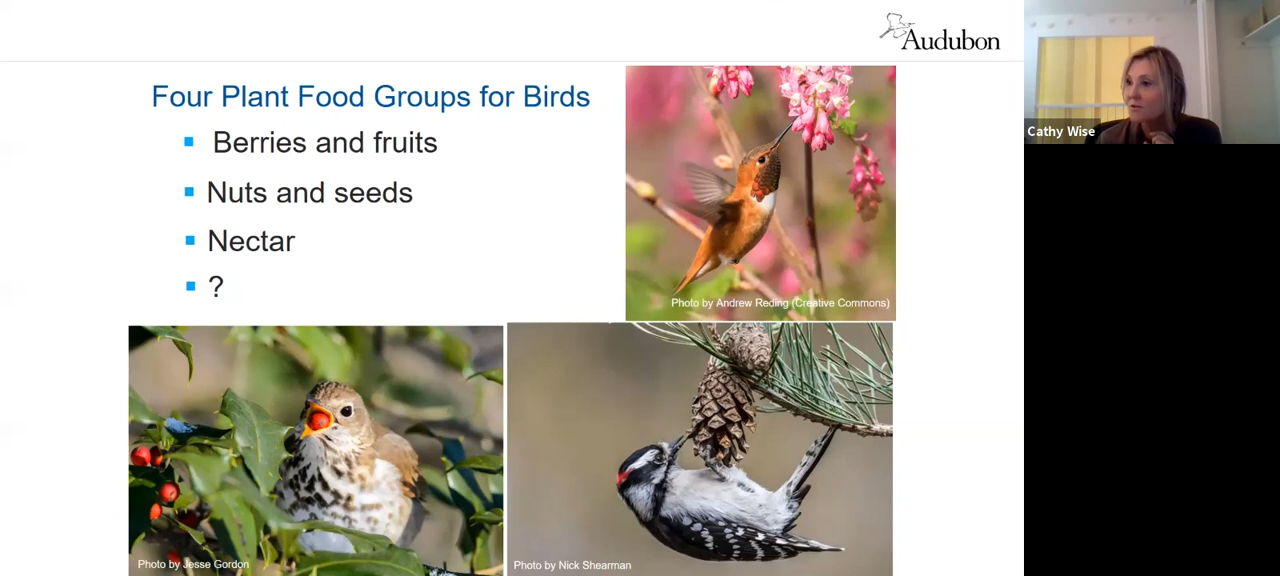 Audubon
Four Plant Food Groups for Birds
Berries and fruits
Nuts and seeds
Nectar
?
Photo by Andrew Reding (Creative Commons)
Photo by Jesse Gordon
Photo by Nick Shearman
Cathy Wise